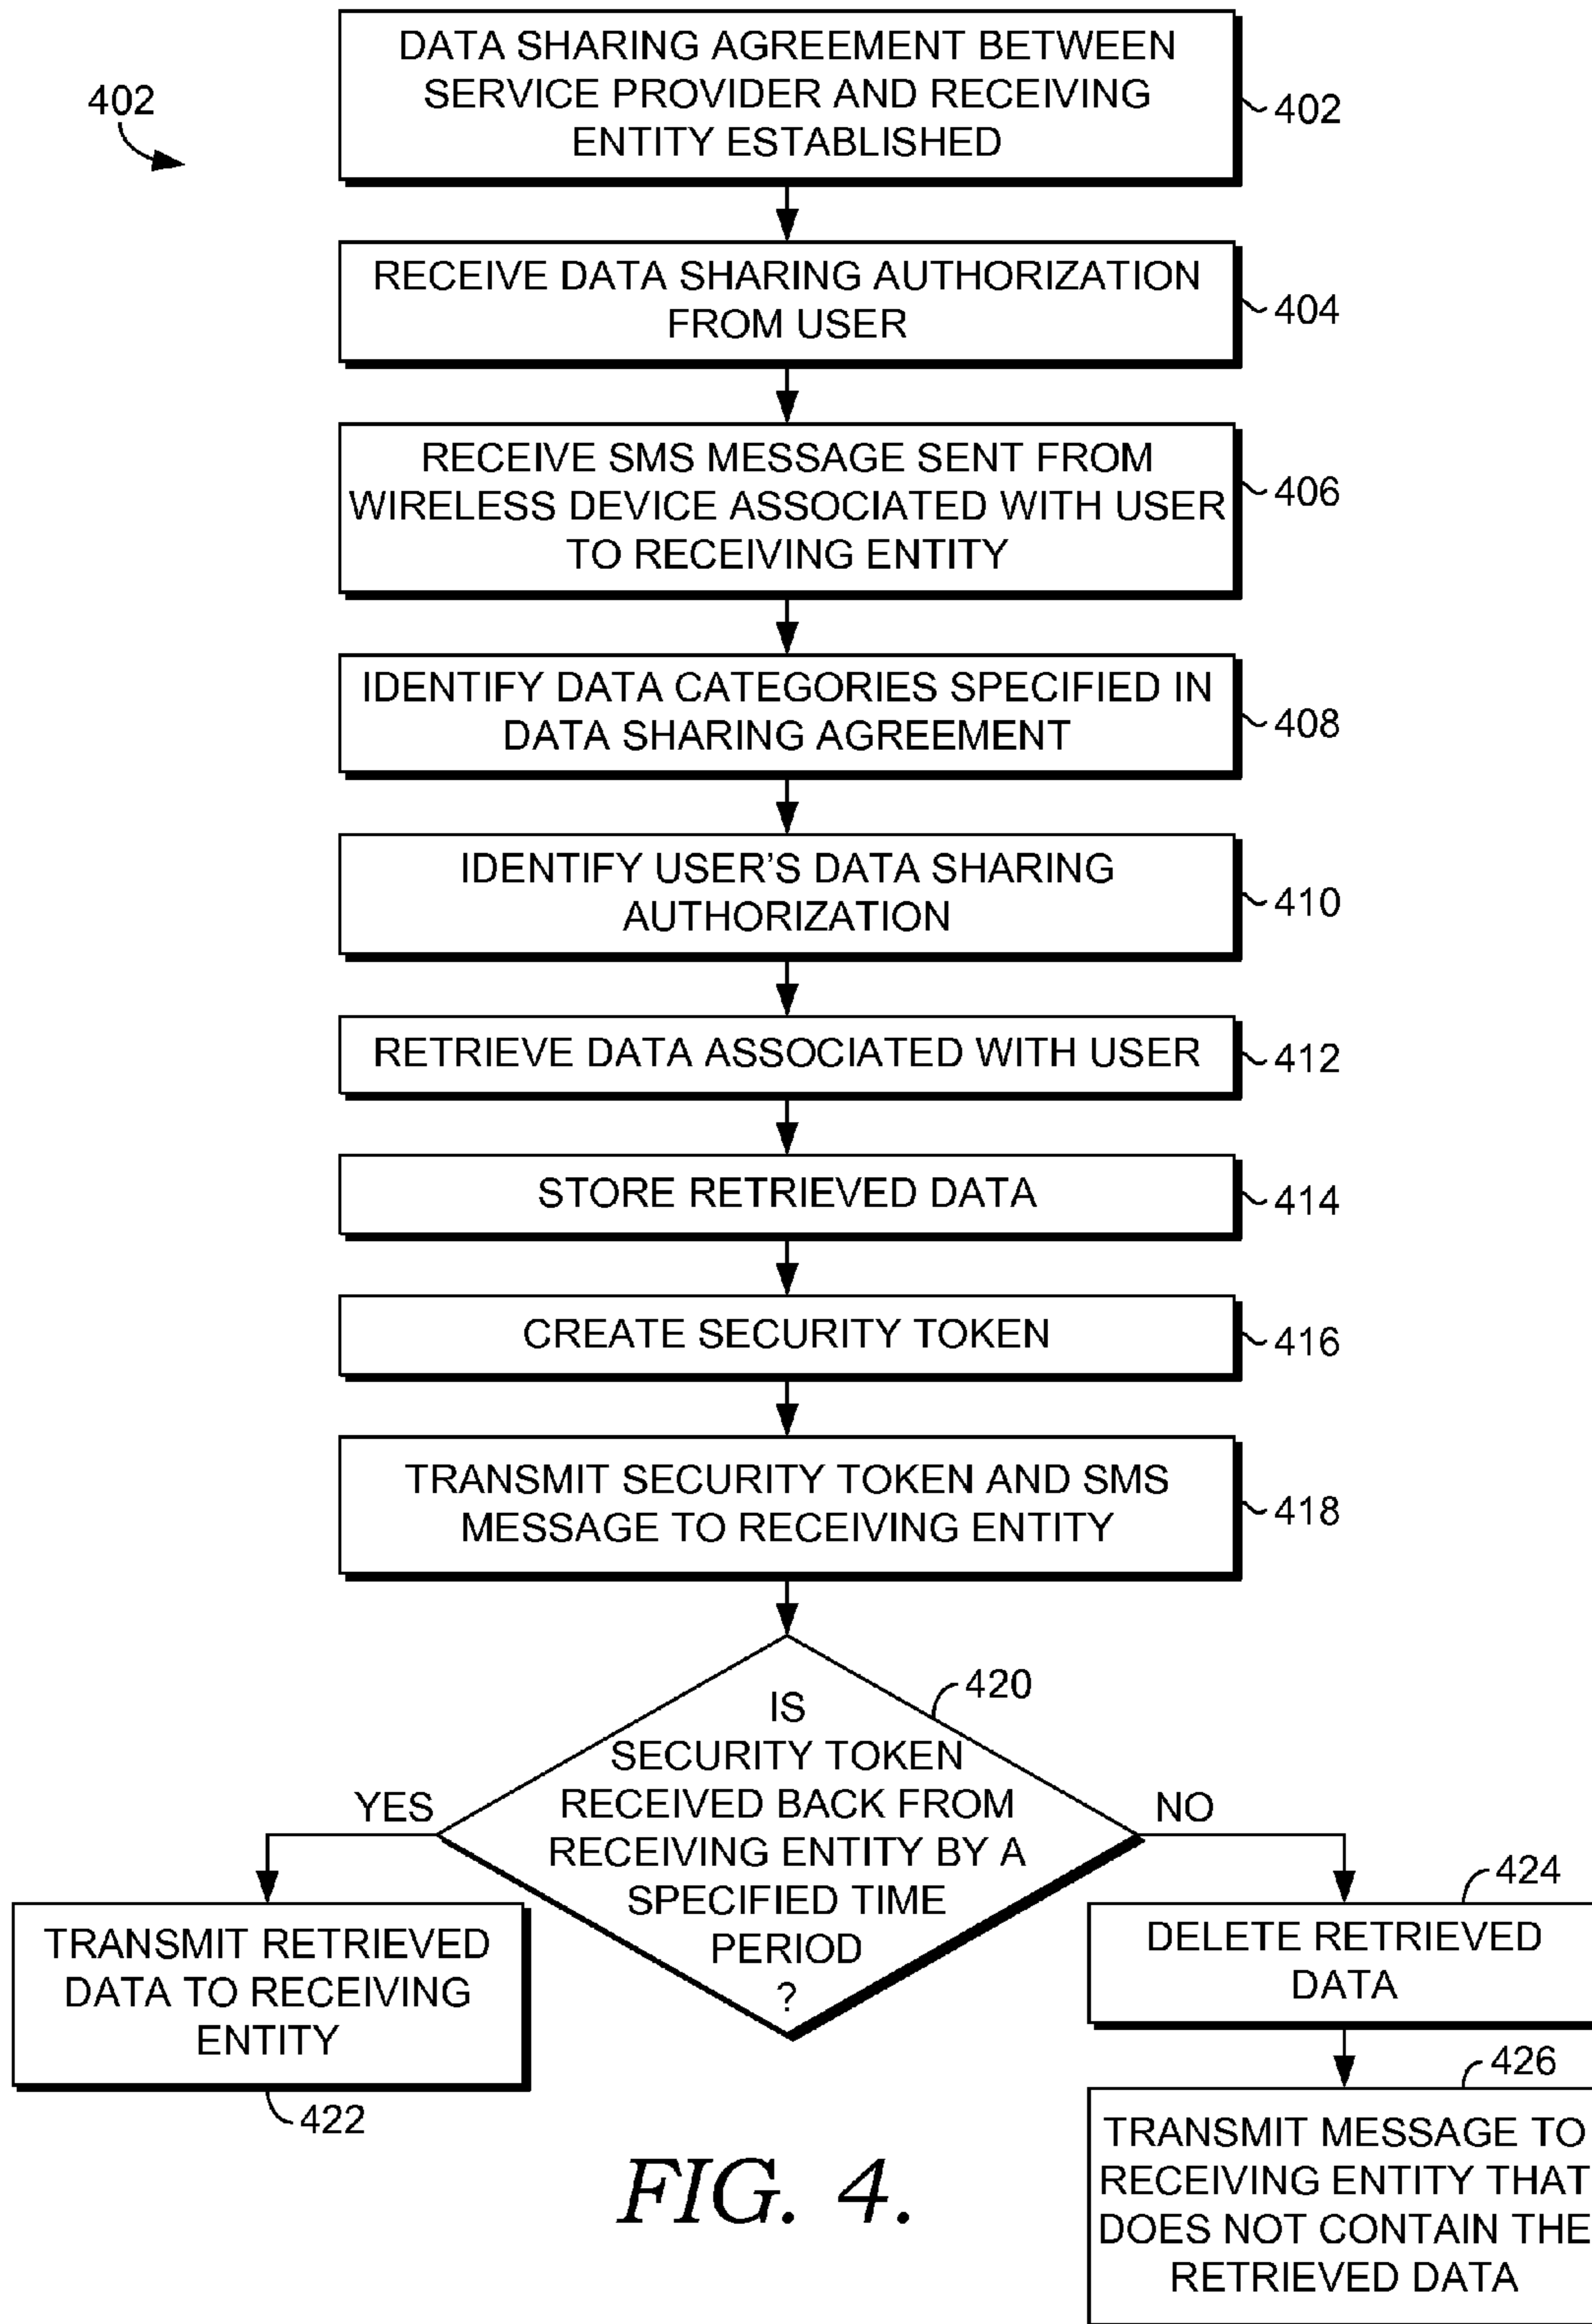 402
DATA SHARING AGREEMENT BETWEEN
SERVICE PROVIDER AND RECEIVING
ENTITY ESTABLISHED
402
RECEIVE DATA SHARING AUTHORIZATION
FROM USER
404
RECEIVE SMS MESSAGE SENT FROM
WIRELESS DEVICE ASSOCIATED WITH USER
TO RECEIVING ENTITY
406
IDENTIFY DATA CATEGORIES SPECIFIED IN
DATA SHARING AGREEMENT
408
IDENTIFY USER'S DATA SHARING
AUTHORIZATION
410
RETRIEVE DATA ASSOCIATED WITH USER
412
STORE RETRIEVED DATA
414
CREATE SECURITY TOKEN
416
TRANSMIT SECURITY TOKEN AND SMS
MESSAGE TO RECEIVING ENTITY
418
IS
SECURITY TOKEN
RECEIVED BACK FROM
RECEIVING ENTITY BY A
SPECIFIED TIME
PERIOD
?
420
YES
NO
TRANSMIT RETRIEVED
DATA TO RECEIVING
ENTITY
422
424
DELETE RETRIEVED
DATA
426
TRANSMIT MESSAGE TO
RECEIVING ENTITY THAT
DOES NOT CONTAIN THE
RETRIEVED DATA
FIG. 4.